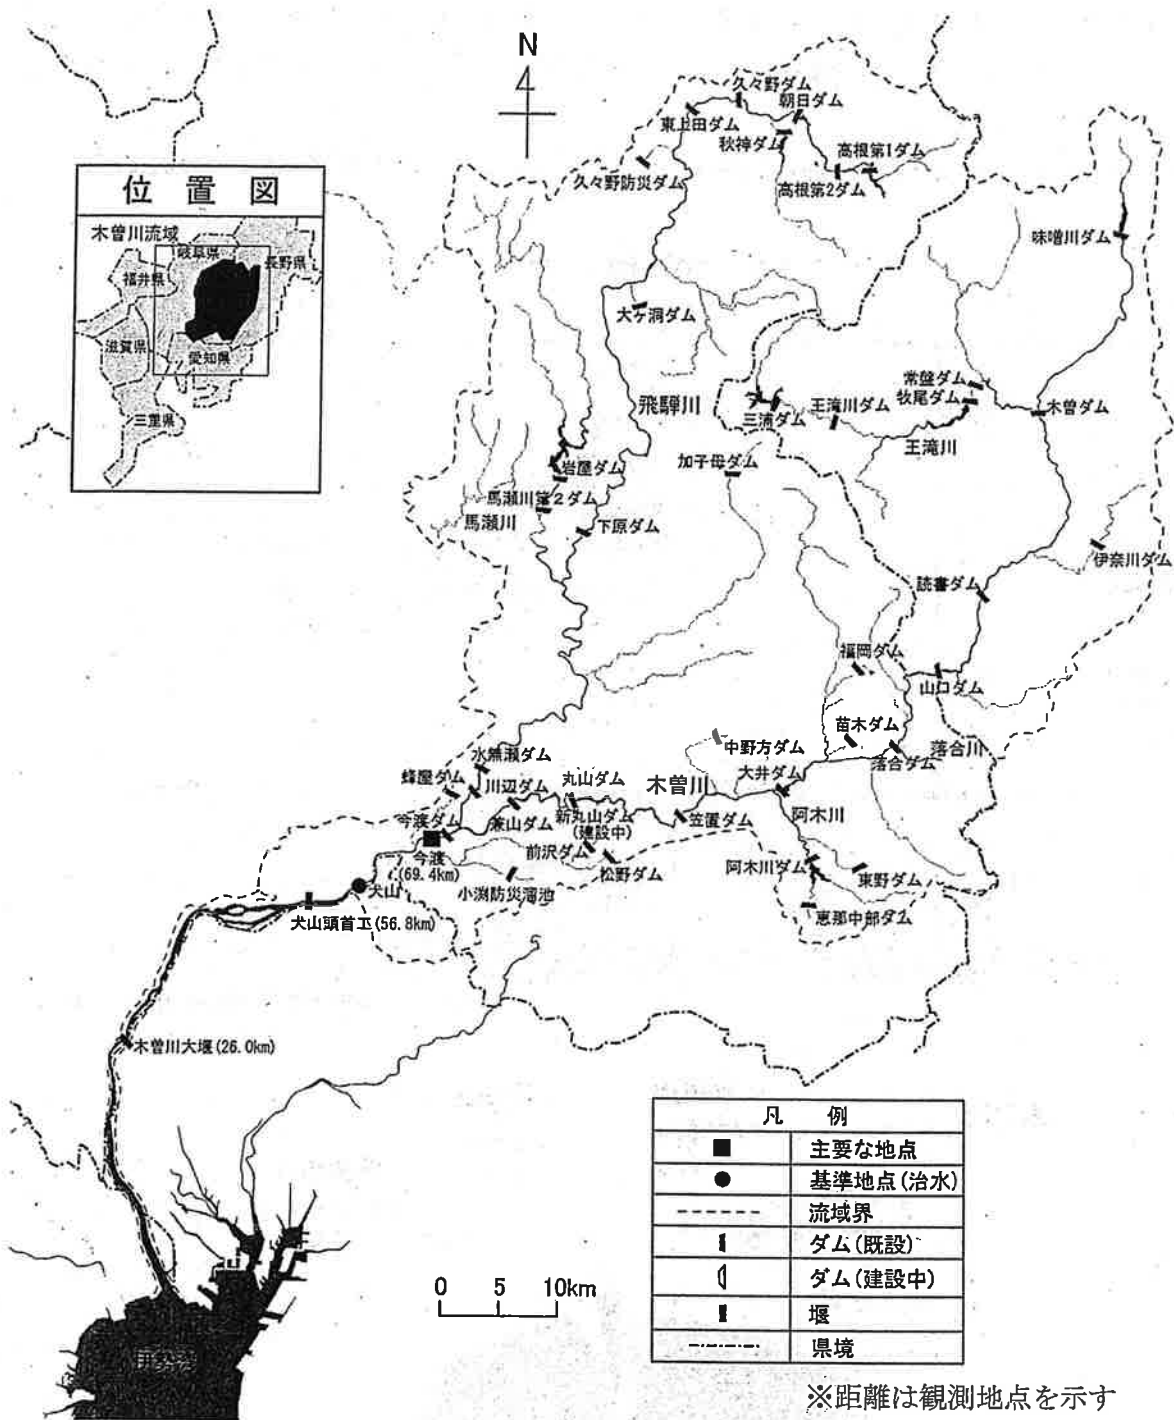 N
久々野ダム
朝日ダム
東上田ダム
秋神ダム
高根第1ダム
久々野防災ダム
高根第2ダム
位置図
木曽川流域
岐阜県
長野県
福井県
滋賀県
愛知県
三重県
味噌川ダム
大ヶ洞ダム
飛騨川
常盤ダム
牧尾ダム
木曽ダム
三浦ダム
王滝川ダム
王滝川
岩屋ダム
加子母ダム
馬瀬川第2ダム
馬瀬川
下原ダム
伊奈川ダム
読書ダム
福岡ダム
山口ダム
苗木ダム
落合川
中野方ダム
落合ダム
水無瀬ダム
蜂屋ダム
川辺ダム
丸山ダム
木曽川
大井ダム
今渡ダム
兼山ダム
新丸山ダム
(建設中)
笠置ダム
阿木川
今渡
(69.4km)
前沢ダム
松野ダム
阿木川ダム
東野ダム
犬山
小渕防災溜池
恵那中部ダム
犬山頭首工(56.8km)
木曽川大堰(26.0km)
伊勢湾
0 5 10km
凡例
主要な地点
基準地点(治水)
流域界
ダム(既設)
ダム(建設中)
堰
県境
※距離は観測地点を示す